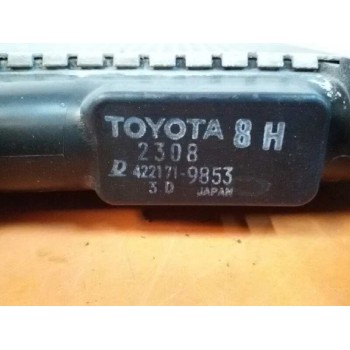 TOYOTA 8 H
2308
422171-9853
3 D JAPAN